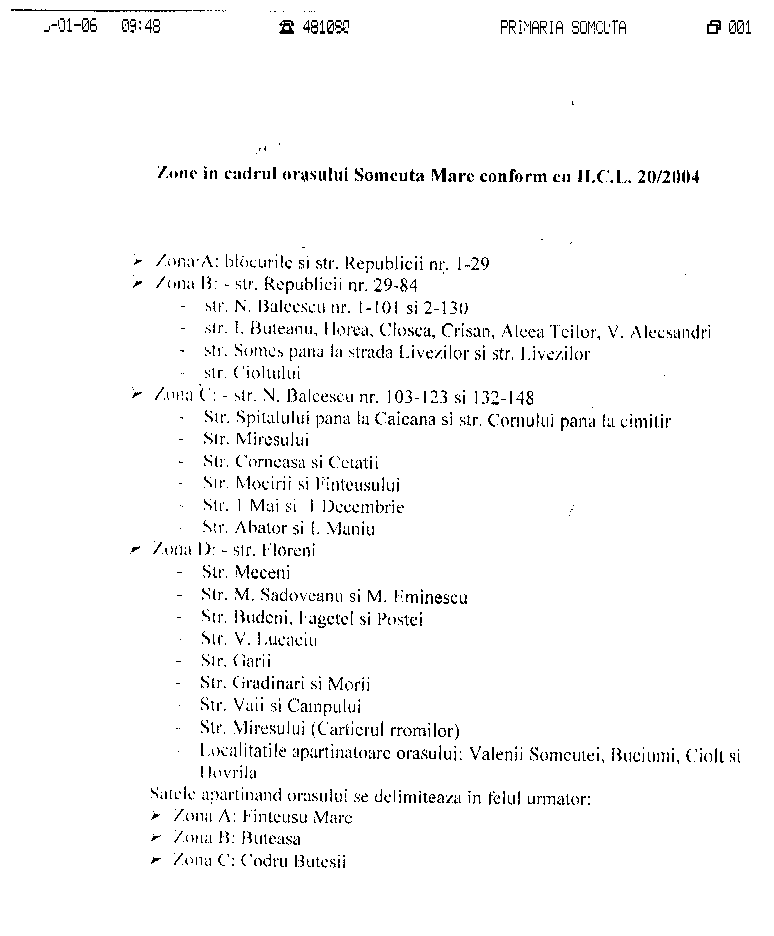 -01-06 09:48 ☎ 481080 PRIMARIA SOMCUTA 001
Zone in cadrul orasului Somcuta Mare conform cu H.C.L. 20/2004
➢ Zona A: blocurile si str. Republicii nr. 1-29
➢ Zona B: - str. Republicii nr. 29-84
- str. N. Balcescu nr. 1-101 si 2-130
- str. I. Buteanu, Horea, Closca, Crisan, Aleea Teilor, V. Alecsandri
- str. Somes pana la strada Livezilor si str. Livezilor
- str. Cioltului
➢ Zona C: - str. N. Balcescu nr. 103-123 si 132-148
- Str. Spitalului pana la Caicana si str. Cornului pana la cimitir
- Str. Miresului
- Str. Corneasa si Cetatii
- Str. Mocirii si Finteusului
- Str. 1 Mai si 1 Decembrie
- Str. Abator si I. Maniu
➢ Zona D: - str. Floreni
- Str. Meceni
- Str. M. Sadoveanu si M. Eminescu
- Str. Budeni, Fagetel si Postei
- Str. V. Lucaciu
- Str. Garii
- Str. Gradinari si Morii
- Str. Vaii si Campului
- Str. Miresului (Cartierul rromilor)
- Localitatile apartinatoare orasului: Valenii Somcutei, Buciumi, Ciolt si
Hovrila
Satele apartinand orasului se delimiteaza in felul urmator:
➢ Zona A: Finteusu Mare
➢ Zona B: Buteasa
➢ Zona C: Codru Butesii